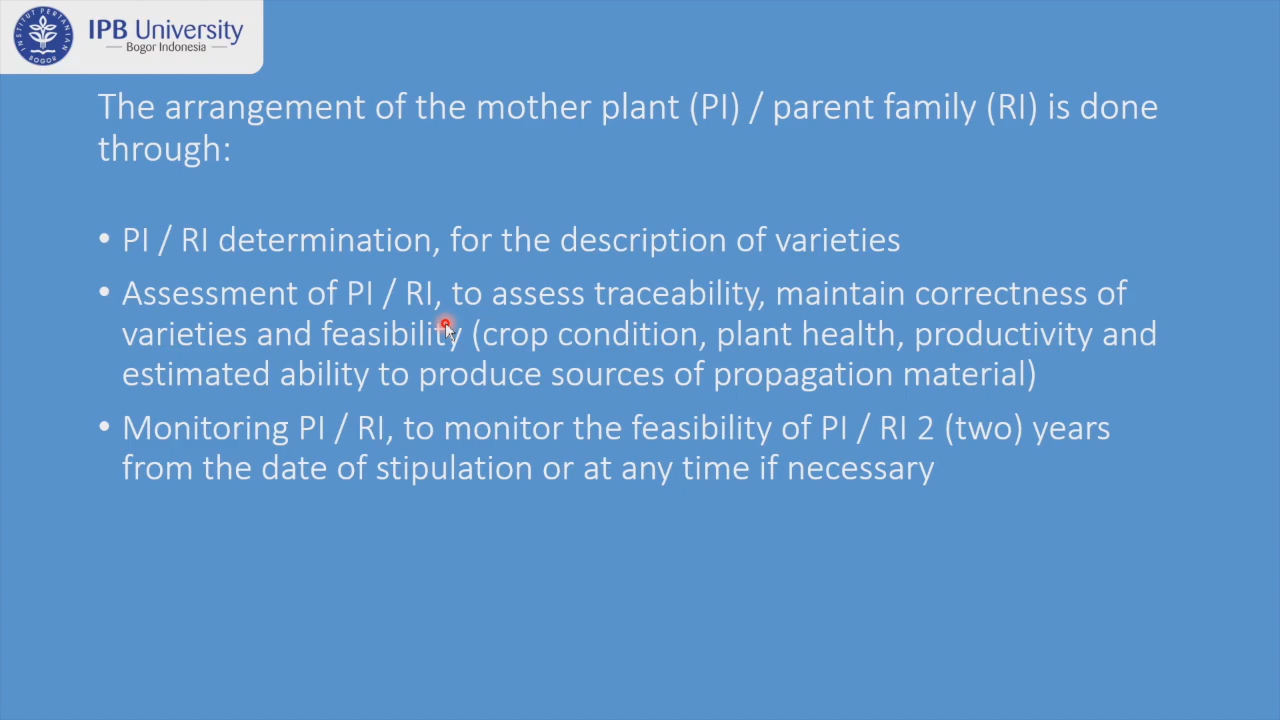 INSTITUT PERTANIAN
BOGOR
IPB University
Bogor Indonesia
The arrangement of the mother plant (PI) / parent family (RI) is done
through:
• PI / RI determination, for the description of varieties
• Assessment of PI / RI, to assess traceability, maintain correctness of
varieties and feasibility (crop condition, plant health, productivity and
estimated ability to produce sources of propagation material)
• Monitoring PI / RI, to monitor the feasibility of PI / RI 2 (two) years
from the date of stipulation or at any time if necessary